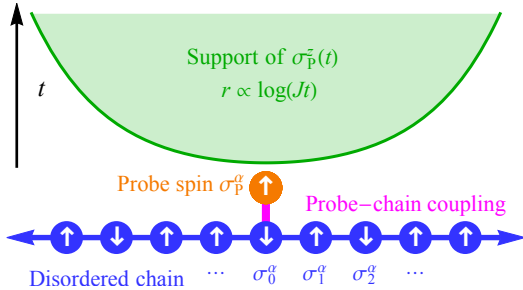 Support of σ_P^z(t)
r ∝ log(Jt)
t
Probe spin σ_P^α
Probe−chain coupling
Disordered chain ··· σ_0^α σ_1^α σ_2^α ···